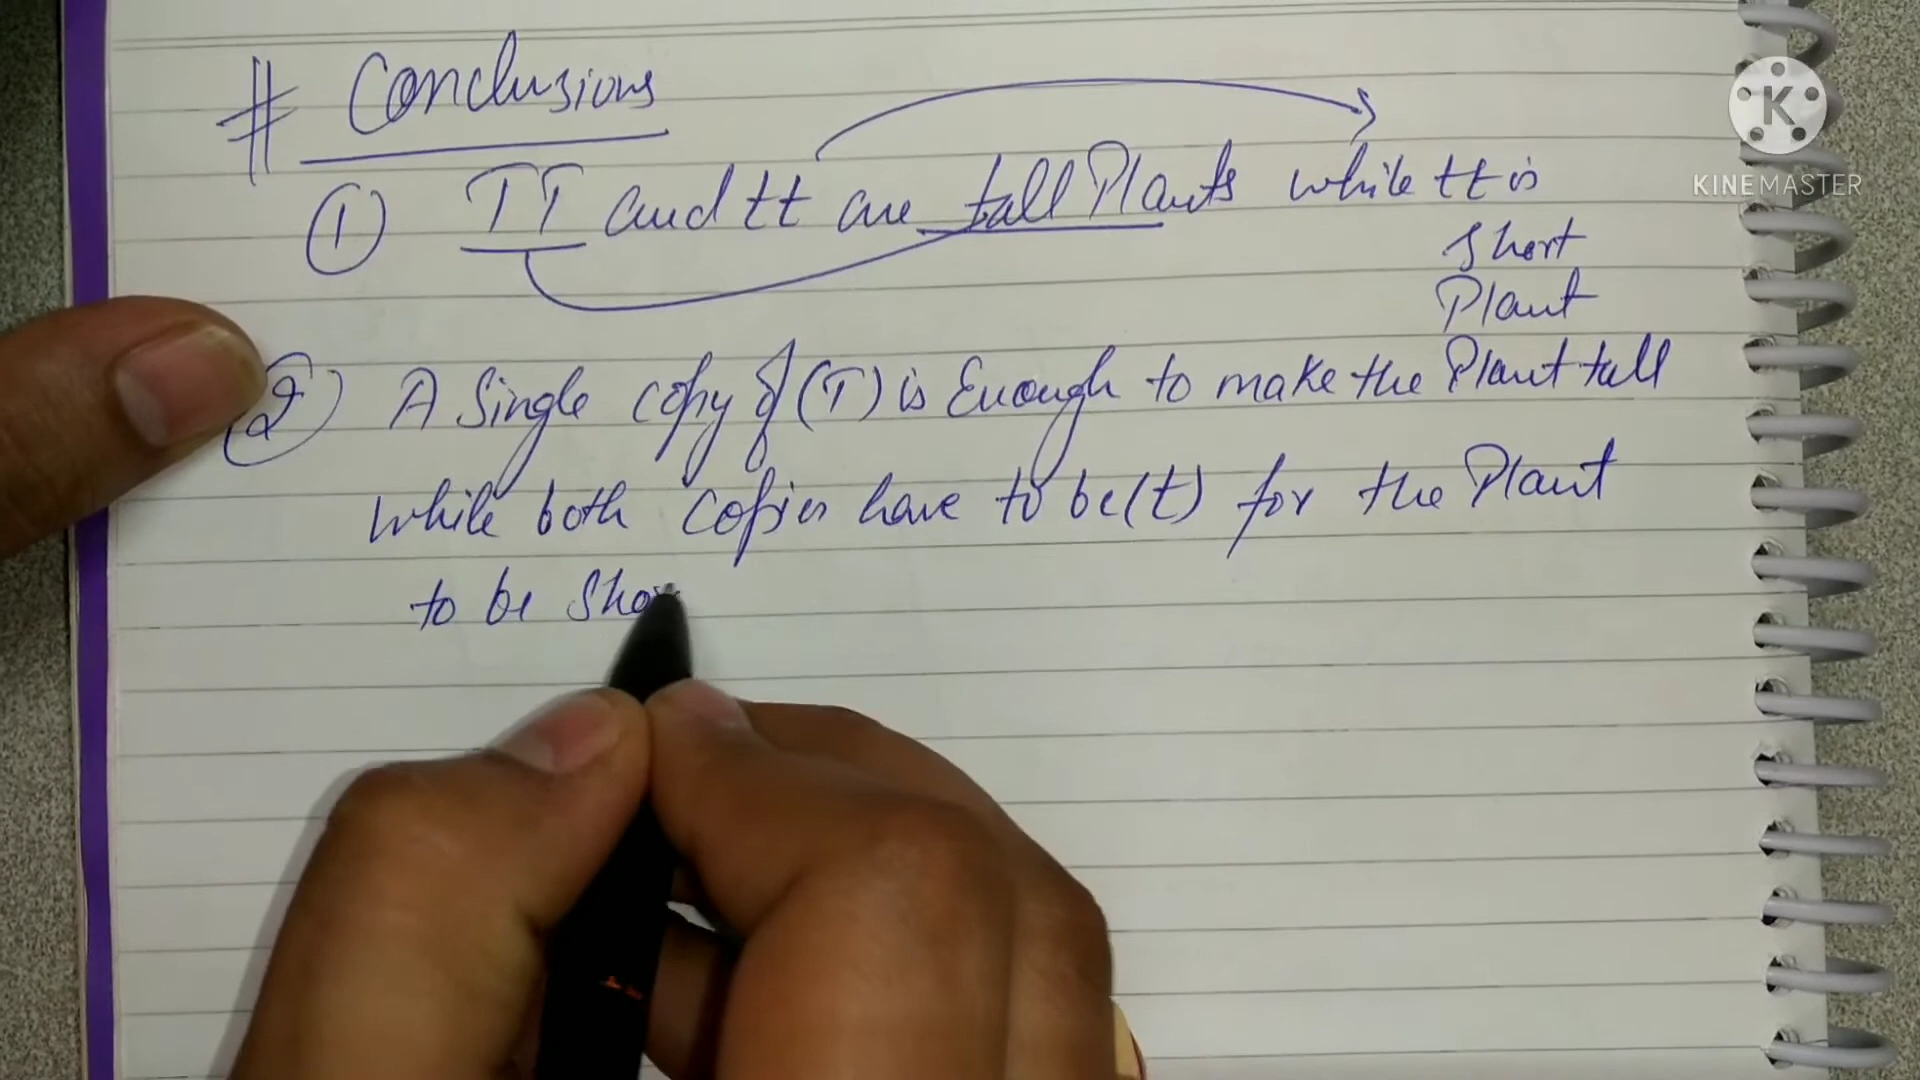 # Conclusions
① TT and tt are tall Plants while tt is
Short
Plant
② A Single copy of (T) is Enough to make the Plant tall
while both copies have to be (t) for the Plant
to be Shor
K
KINEMASTER